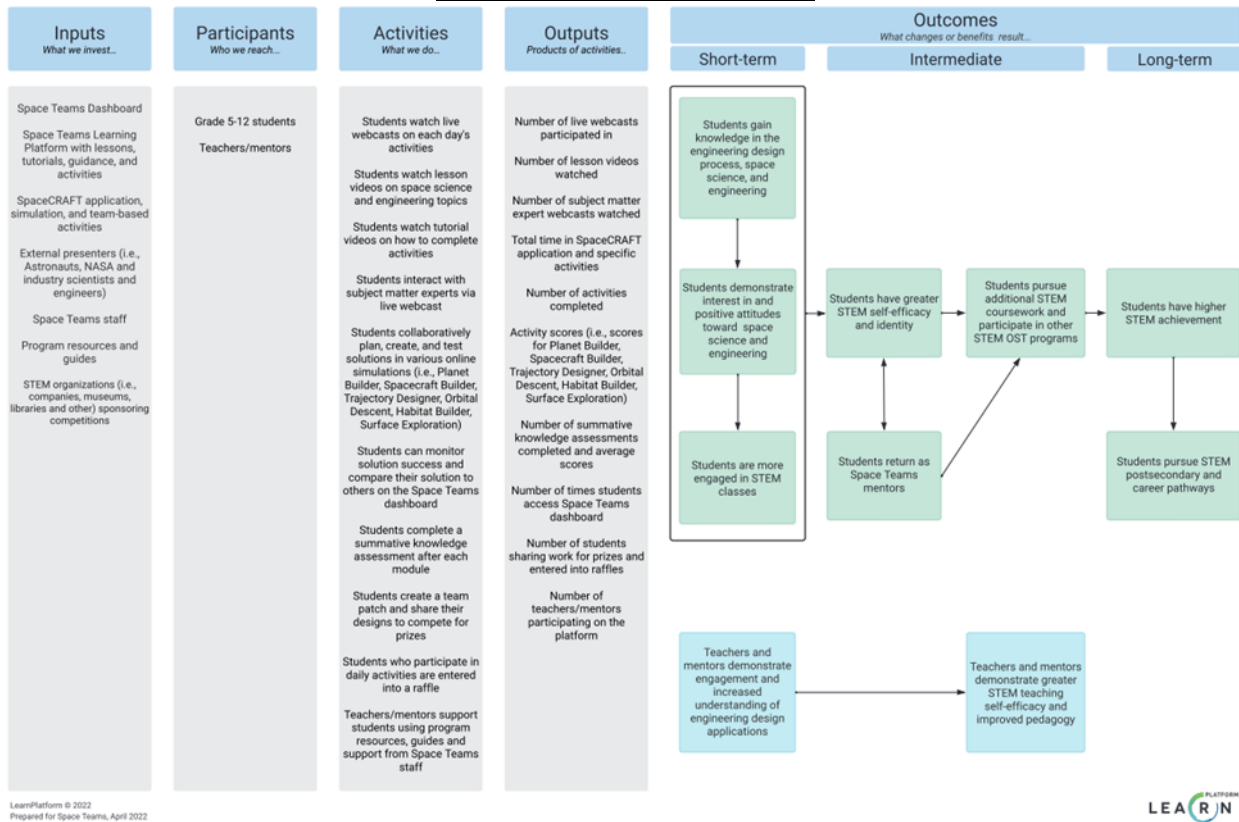 Inputs
What we invest...
Participants
Who we reach...
Activities
What we do...
Outputs
Products of activities..
Outcomes
What changes or benefits result...
Short-term
Intermediate
Long-term
Space Teams Dashboard
Space Teams Learning
Platform with lessons,
tutorials, guidance, and
activities
SpaceCRAFT application,
simulation, and team-based
activities
External presenters (i.e.,
Astronauts, NASA and
industry scientists and
engineers)
Space Teams staff
Program resources and
guides
STEM organizations (i.e.,
companies, museums,
libraries and other) sponsoring
competitions
Grade 5-12 students
Teachers/mentors
Students watch live
webcasts on each day's
activities
Students watch lesson
videos on space science
and engineering topics
Students watch tutorial
videos on how to complete
activities
Students interact with
subject matter experts via
live webcast
Students collaboratively
plan, create, and test
solutions in various online
simulations (i.e., Planet
Builder, Spacecraft Builder,
Trajectory Designer, Orbital
Descent, Habitat Builder,
Surface Exploration)
Students can monitor
solution success and
compare their solution to
others on the Space Teams
dashboard
Students complete a
summative knowledge
assessment after each
module
Students create a team
patch and share their
designs to compete for
prizes
Students who participate in
daily activities are entered
into a raffle
Teachers/mentors support
students using program
resources, guides and
support from Space Teams
staff
Number of live webcasts
participated in
Number of lesson videos
watched
Number of subject matter
expert webcasts watched
Total time in SpaceCRAFT
application and specific
activities
Number of activities
completed
Activity scores (i.e., scores
for Planet Builder,
Spacecraft Builder,
Trajectory Designer, Orbital
Descent, Habitat Builder,
Surface Exploration)
Number of summative
knowledge assessments
completed and average
scores
Number of times students
access Space Teams
dashboard
Number of students
sharing work for prizes and
entered into raffles
Number of
teachers/mentors
participating on the
platform
Students gain
knowledge in the
engineering design
process, space
science, and
engineering
Students demonstrate
interest in and
positive attitudes
toward space
science and
engineering
Students are more
engaged in STEM
classes
Students have greater
STEM self-efficacy
and identity
Students return as
Space Teams
mentors
Students pursue
additional STEM
coursework and
participate in other
STEM OST programs
Students have higher
STEM achievement
Students pursue STEM
postsecondary and
career pathways
Teachers and
mentors demonstrate
engagement and
increased
understanding of
engineering design
applications
Teachers and mentors
demonstrate greater
STEM teaching
self-efficacy and
improved pedagogy
LearnPlatform © 2022
Prepared for Space Teams, April 2022
PLATFORM
LEARN